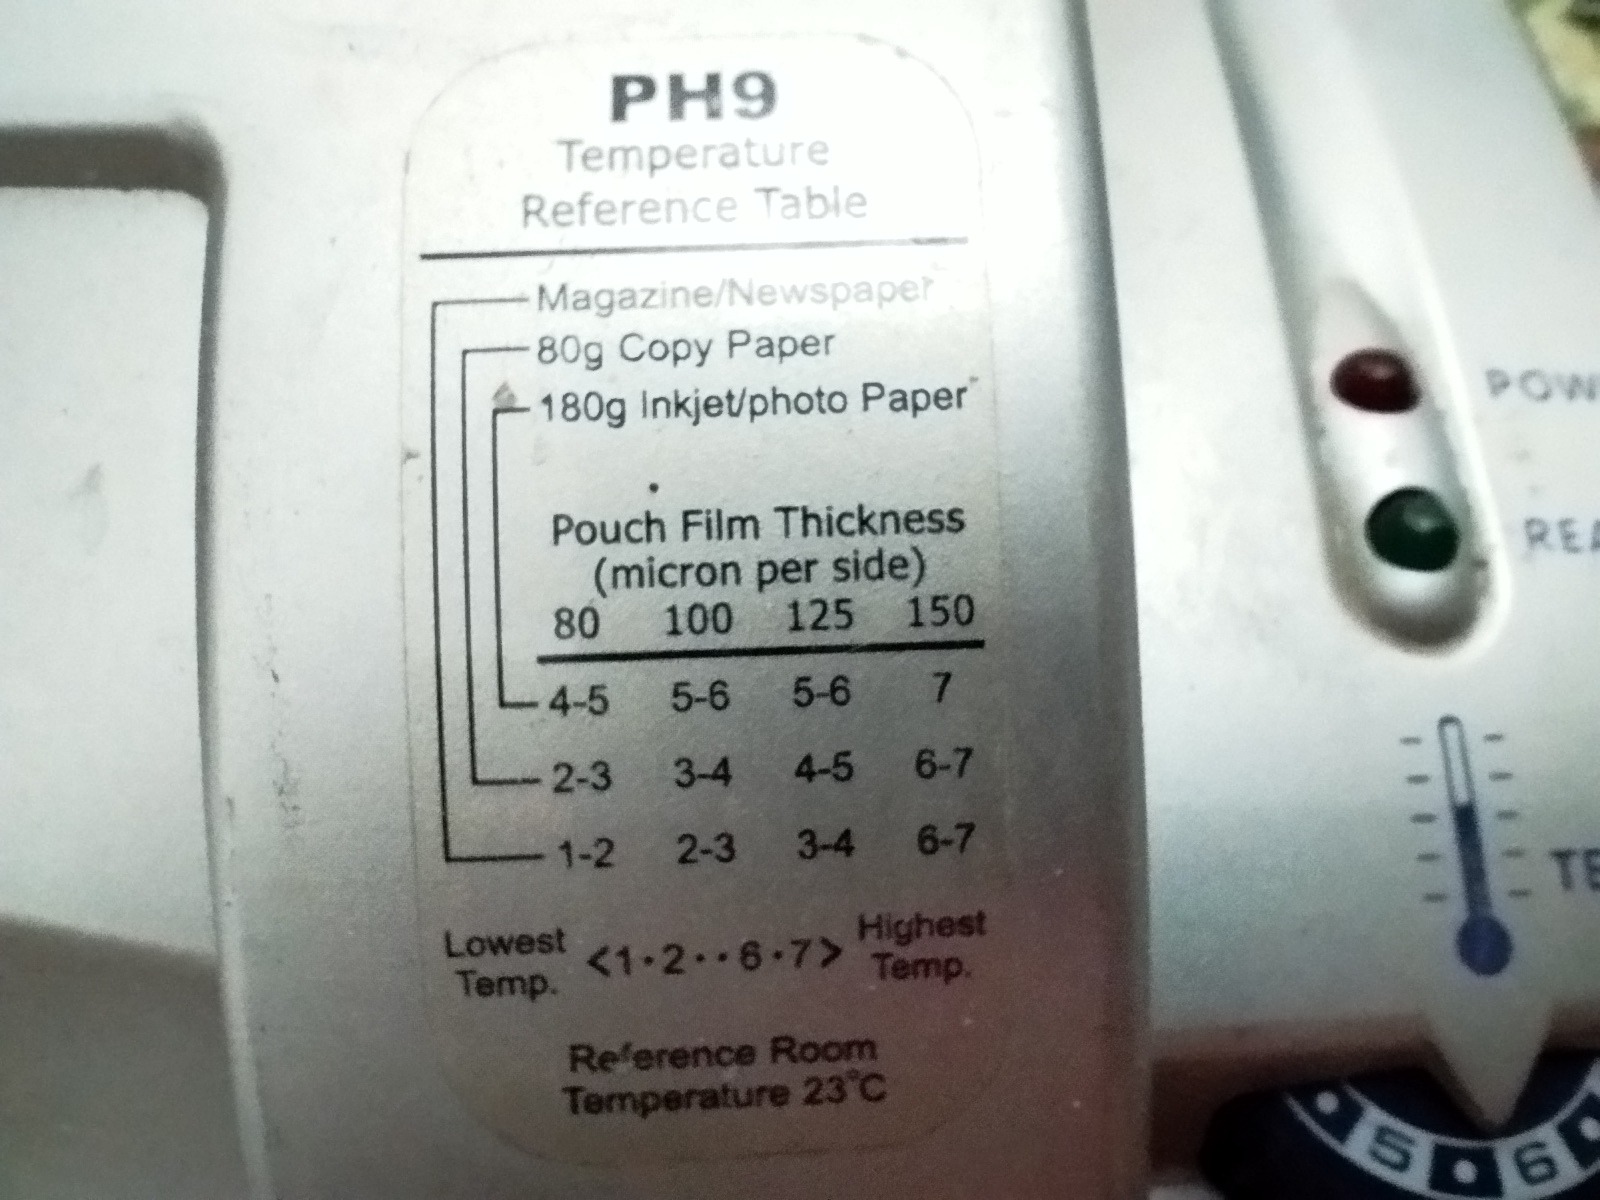 PH9
Temperature
Reference Table
Magazine/Newspaper
80g Copy Paper
180g Inkjet/photo Paper
Pouch Film Thickness
(micron per side)
80 100 125 150
4-5 5-6 5-6 7
2-3 3-4 4-5 6-7
1-2 2-3 3-4 6-7
Lowest Temp. <1·2··6·7> Highest Temp.
Reference Room
Temperature 23°C
POW
REA
TE
5 6